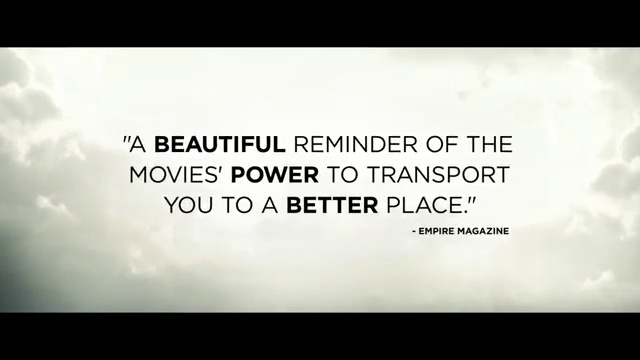 "A BEAUTIFUL REMINDER OF THE
MOVIES' POWER TO TRANSPORT
YOU TO A BETTER PLACE."
- EMPIRE MAGAZINE